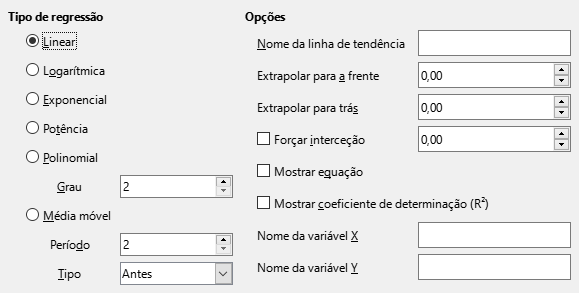 Tipo de regressão
Linear
Logarítmica
Exponencial
Potência
Polinomial
Grau 2
Média móvel
Período 2
Tipo Antes
Opções
Nome da linha de tendência
Extrapolar para a frente 0,00
Extrapolar para trás 0,00
Forçar interceção 0,00
Mostrar equação
Mostrar coeficiente de determinação (R²)
Nome da variável X
Nome da variável Y